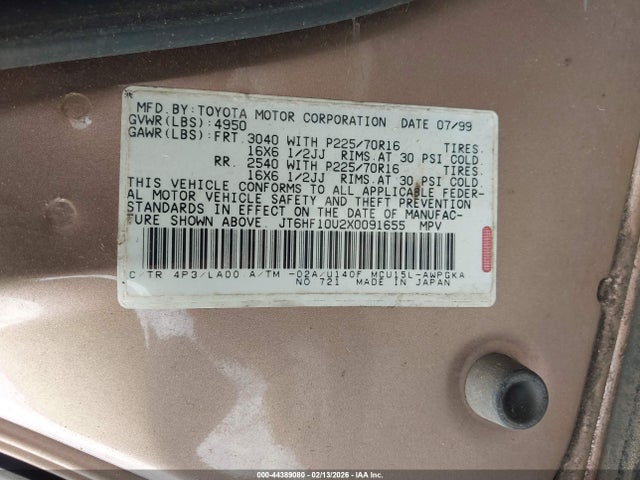 MFD.BY:TOYOTA MOTOR CORPORATION DATE 07/99
GVWR(LBS):4950
GAWR(LBS):FRT. 3040 WITH P225/70R16 TIRES.
16X6 1/2JJ RIMS.AT 30 PSI COLD.
RR. 2540 WITH P225/70R16 TIRES.
16X6 1/2JJ RIMS.AT 30 PSI COLD.
THIS VEHICLE CONFORMS TO ALL APPLICABLE FEDER-
AL MOTOR VEHICLE SAFETY AND THEFT PREVENTION
STANDARDS IN EFFECT ON THE DATE OF MANUFAC-
TURE SHOWN ABOVE. JT6HF10U2X0091655 MPV
C/TR 4P3/LA00 A/TM -02A/U140F MCU15L-AWPGKA
NO 721 MADE IN JAPAN
000-44389080 - 02/13/2026 - IAA Inc.